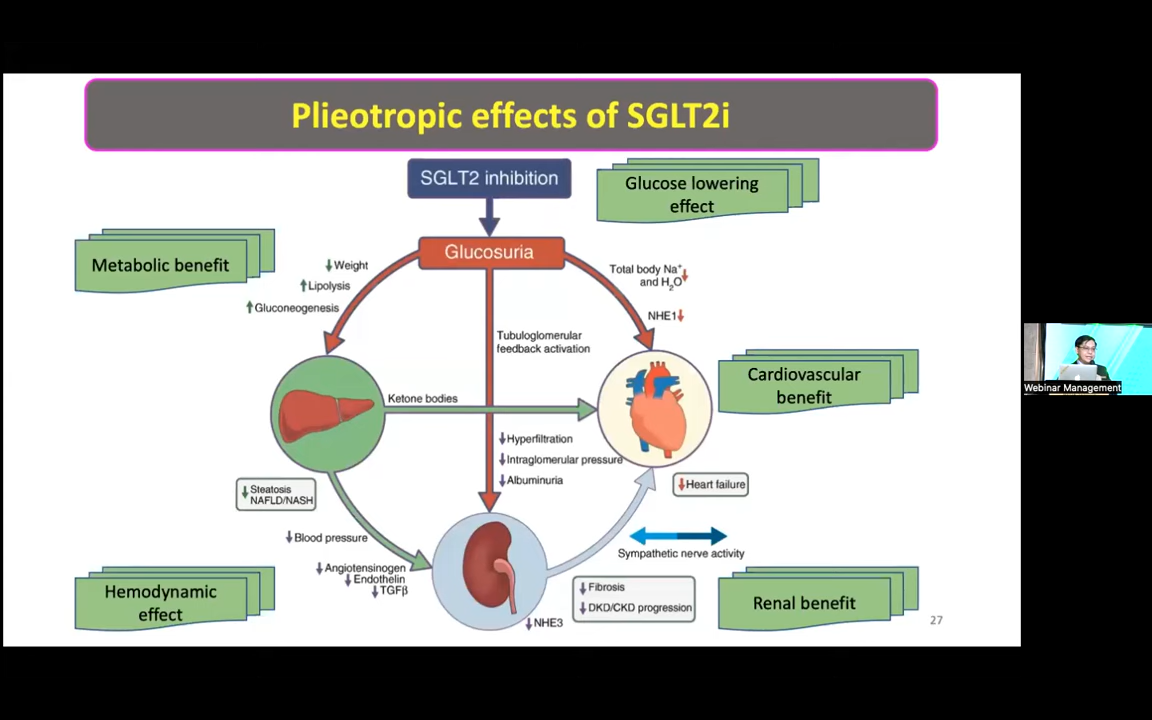 Plieotropic effects of SGLT2i
SGLT2 inhibition
Glucose lowering
effect
Glucosuria
Metabolic benefit
↓Weight
↑Lipolysis
↑Gluconeogenesis
Total body Na⁺
and H₂O↓
NHE1↓
Tubuloglomerular
feedback activation
Cardiovascular
benefit
Ketone bodies
↓Hyperfiltration
↓Intraglomerular pressure
↓Albuminuria
↓Steatosis
NAFLD/NASH
↓Heart failure
↓Blood pressure
↓Angiotensinogen
↓Endothelin
↓TGFβ
Sympathetic nerve activity
↓Fibrosis
↓DKD/CKD progression
↓NHE3
Hemodynamic
effect
Renal benefit
27
Webinar Management